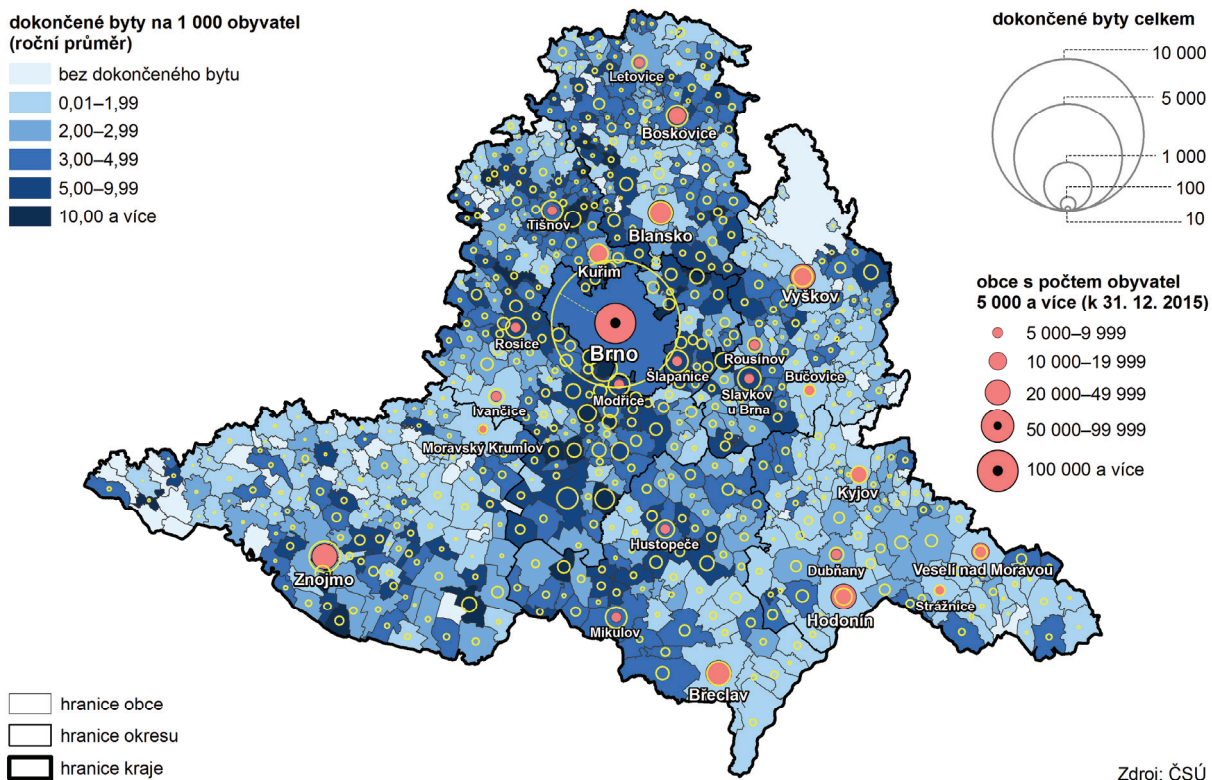 dokončené byty na 1 000 obyvatel
(roční průměr)
bez dokončeného bytu
0,01–1,99
2,00–2,99
3,00–4,99
5,00–9,99
10,00 a více
dokončené byty celkem
10 000
5 000
1 000
100
10
obce s počtem obyvatel
5 000 a více (k 31. 12. 2015)
5 000–9 999
10 000–19 999
20 000–49 999
50 000–99 999
100 000 a více
Letovice
Boskovice
Tišnov
Blansko
Kuřim
Vyškov
Rosice
Brno
Rousínov
Šlapanice
Bučovice
Modřice
Slavkov
u Brna
Ivančice
Moravský Krumlov
Kyjov
Hustopeče
Znojmo
Dubňany
Veselí nad Moravou
Strážnice
Hodonín
Mikulov
Břeclav
hranice obce
hranice okresu
hranice kraje
Zdroj: ČSÚ